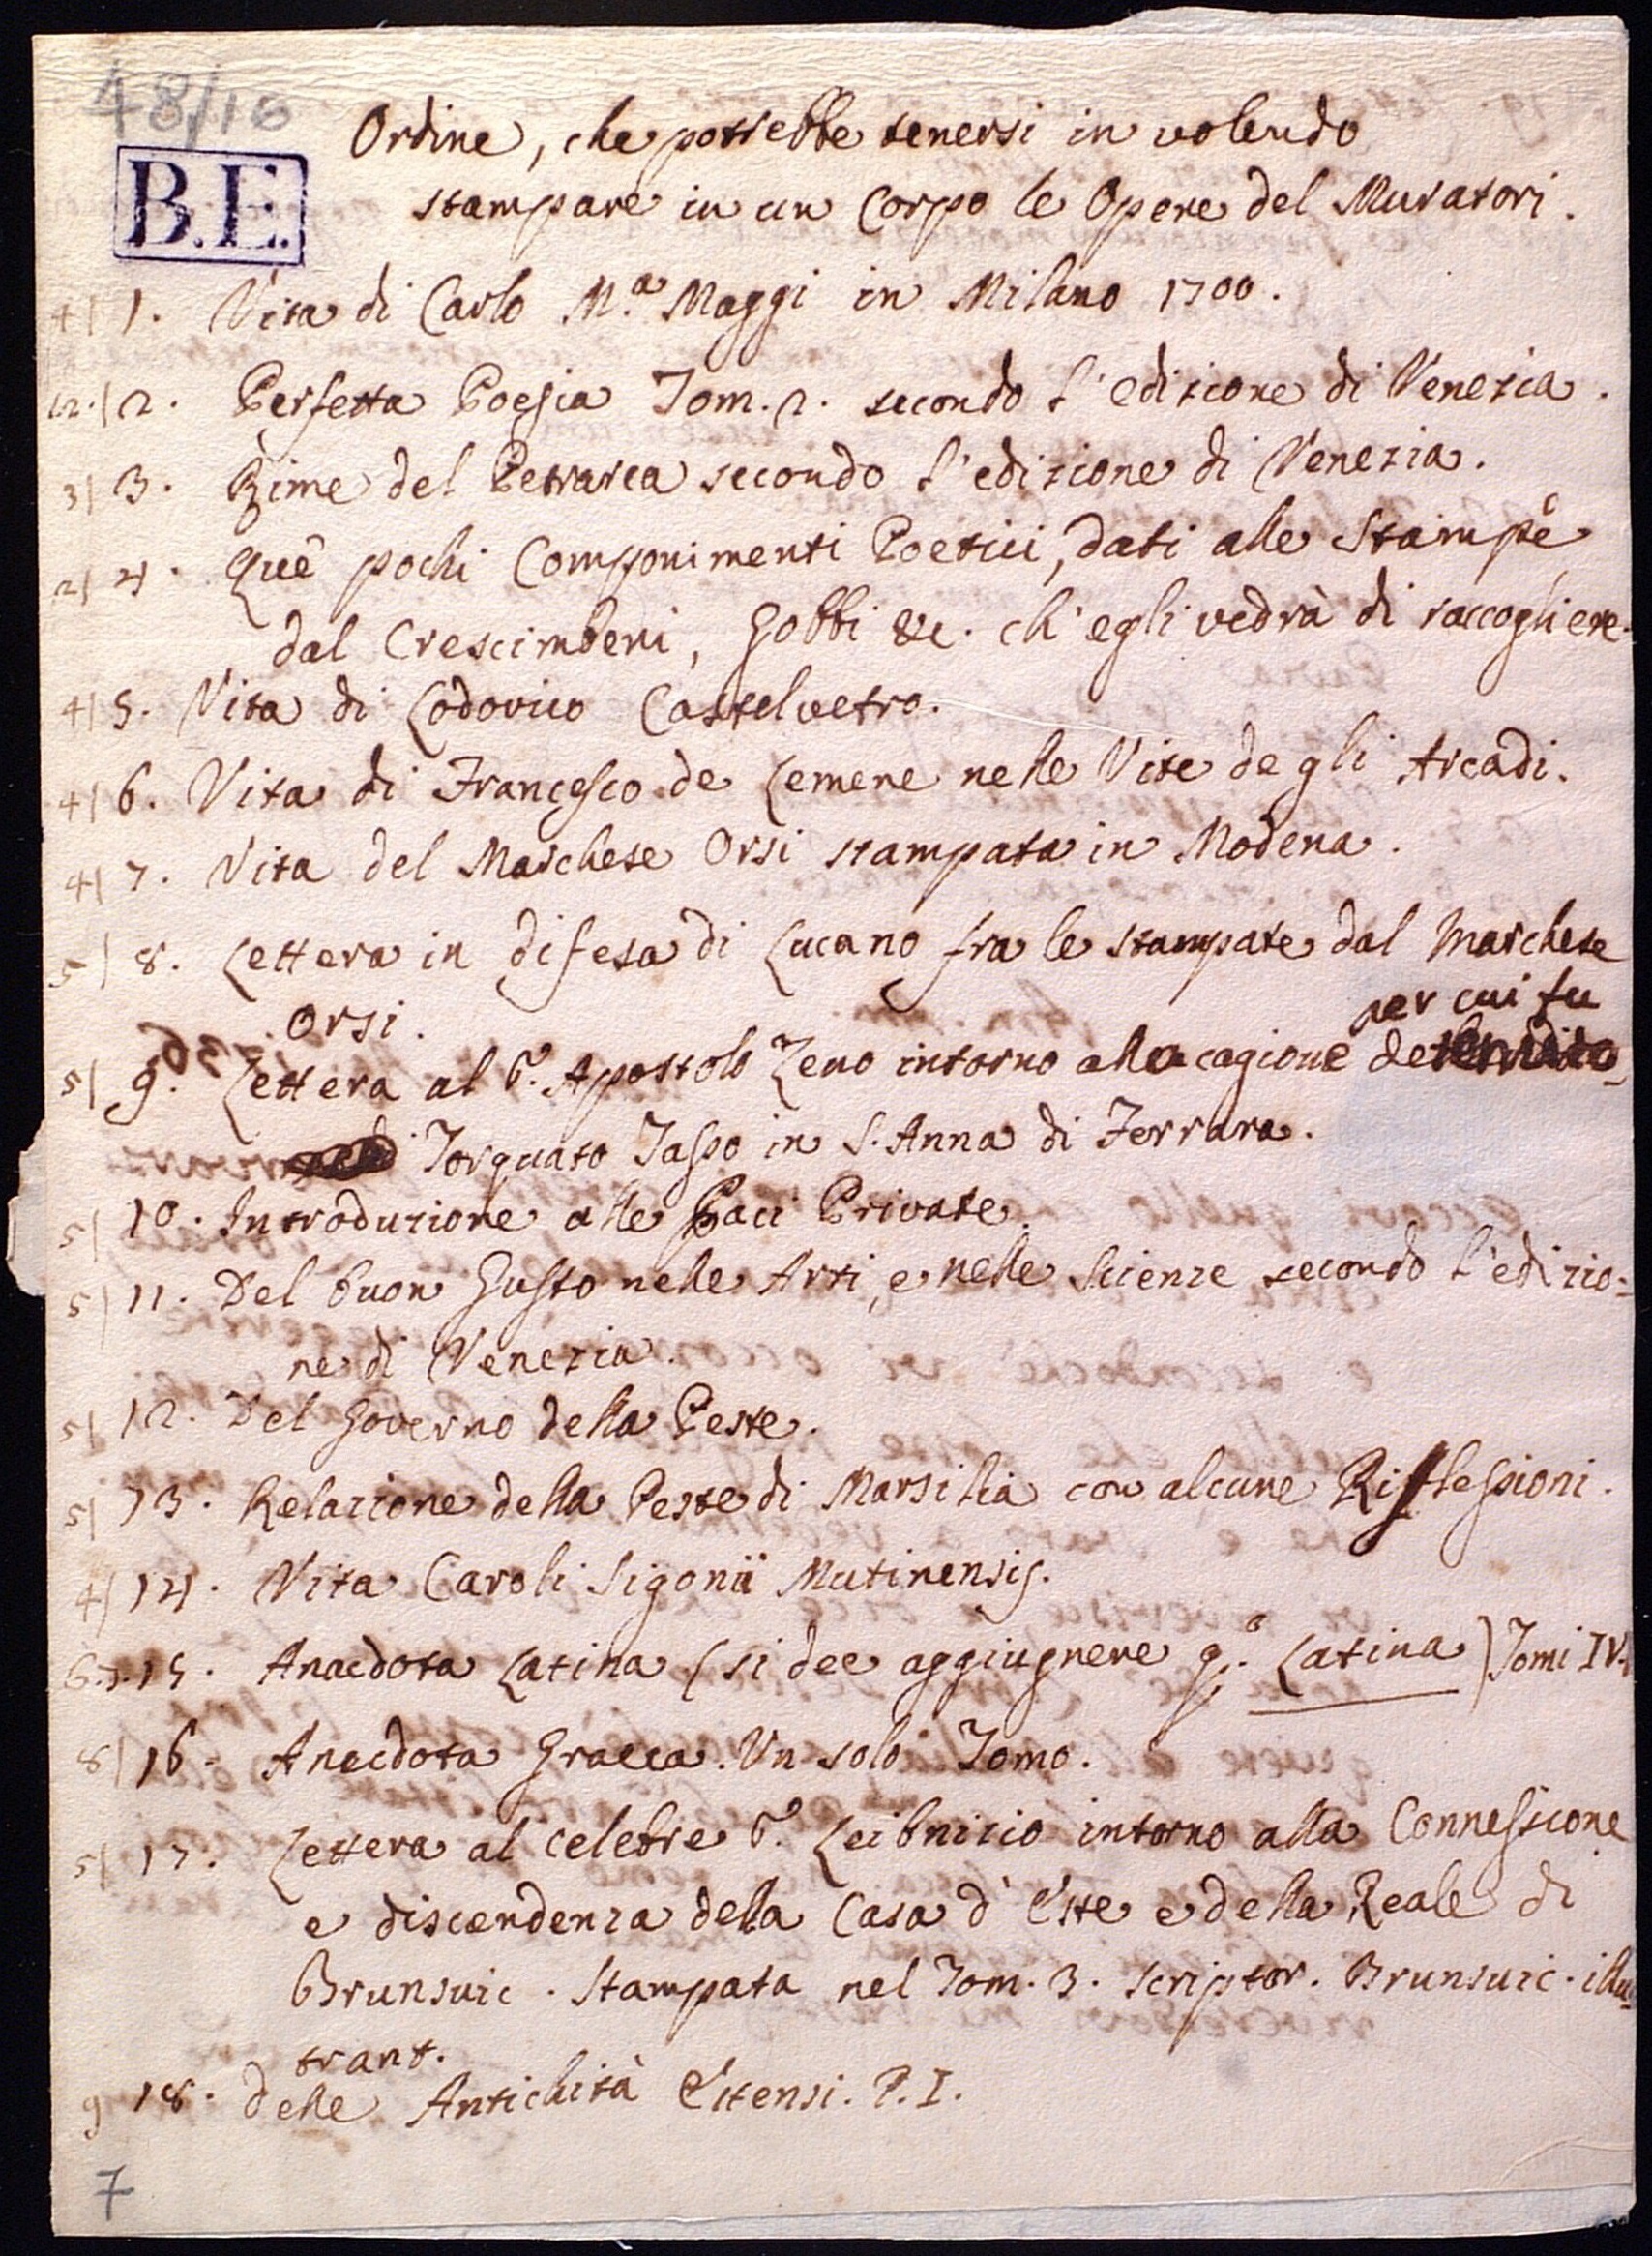 48/16
Ordine, che potrebbe tenersi in volendo
B.E.
stampare in un Corpo le Opere del Muratori.
4| 1. Vita di Carlo M.a Maggi in Milano 1700.
1.2.| 2. Perfetta Poesia Tom. 2. secondo l'edizione di Venezia.
3| 3. Rime del Petrarca secondo l'edizione di Venezia.
2| 4. Què pochi Componimenti Poetici, dati alle Stampe
dal Crescimbeni, Gobbi &c. ch'egli vedrà di raccogliere.
4| 5. Vita di Lodovico Castelvetro.
4| 6. Vita di Francesco de Lemene nelle Vite degli Arcadi.
4| 7. Vita del Marchese Orsi stampata in Modena.
5| 8. Lettera in difesa di Lucano fra le stampate dal Marchese
Orsi.
per cui fu
5| 9. Lettera al S. Apostolo Zeno intorno alla cagione detenuto
Torquato Tasso in S. Anna di Ferrara.
5| 10. Introduzione alle Paci Private.
5| 11. Del buon Gusto nelle Arti, e nelle Scienze secondo l'edizio-
ne di Venezia.
5| 12. Del Governo della Peste.
5| 13. Relazione della Peste di Marsilia con alcune Riflessioni.
4| 14. Vita Caroli Sigonii Mutinensis.
6.7. 15. Anecdota Latina (si dee aggiugnere q.a Latina) Tomi IV.
8| 16. Anecdota Graeca. Un solo Tomo.
5| 17. Lettera al celebre S. Leibnizio intorno alla Connessione
e discendenza della Casa d'Este e della Reale di
Brunsuic. Stampata nel Tom. 3. Scriptor. Brunsuic. illu-
trant.
9 18. Delle Antichità Estensi. P. I.
7